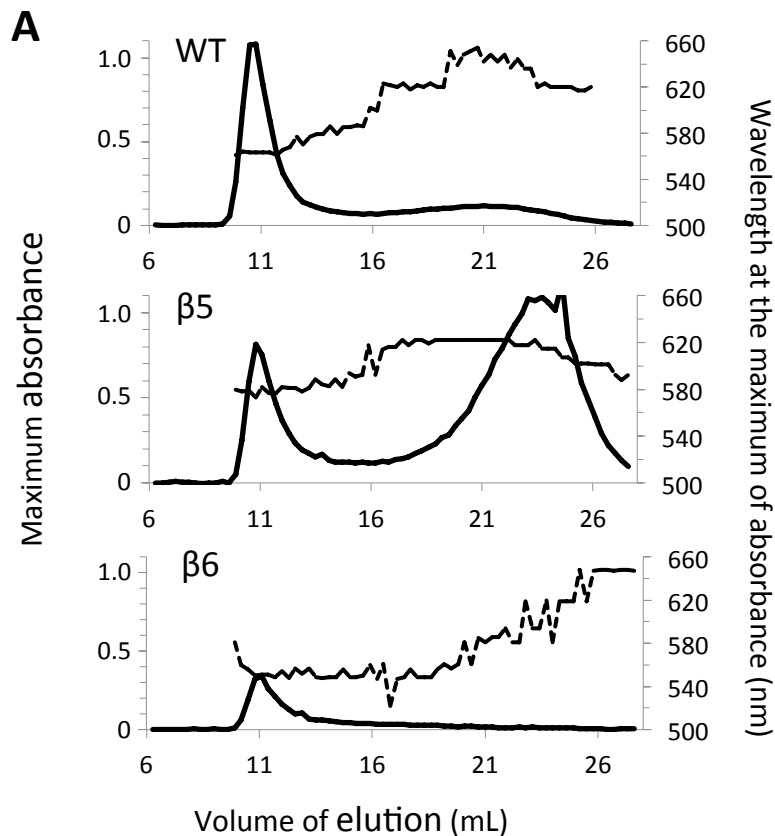 A
WT
1.0
0.5
0
660
620
580
540
500
6 11 16 21 26
β5
1.0
0.5
0
660
620
580
540
500
6 11 16 21 26
β6
1.0
0.5
0
660
620
580
540
500
6 11 16 21 26
Maximum absorbance
Wavelength at the maximum of absorbance (nm)
Volume of elution (mL)